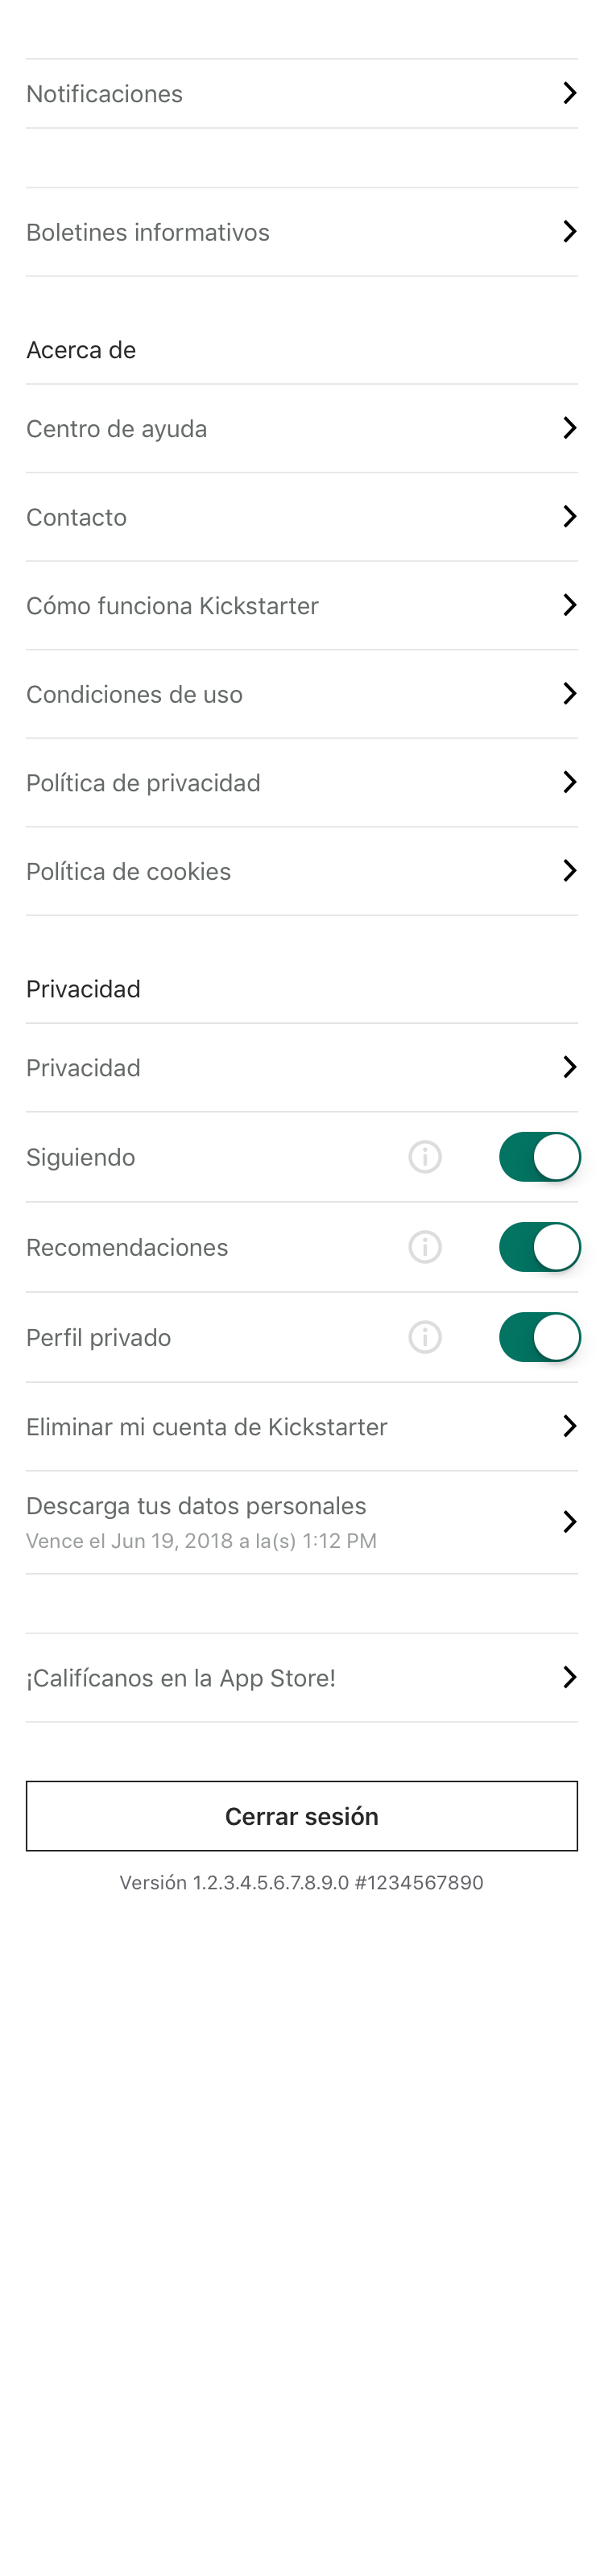 Notificaciones
Boletines informativos
Acerca de
Centro de ayuda
Contacto
Cómo funciona Kickstarter
Condiciones de uso
Política de privacidad
Política de cookies
Privacidad
Privacidad
Siguiendo
Recomendaciones
Perfil privado
Eliminar mi cuenta de Kickstarter
Descarga tus datos personales
Vence el Jun 19, 2018 a la(s) 1:12 PM
¡Califícanos en la App Store!
Cerrar sesión
Versión 1.2.3.4.5.6.7.8.9.0 #1234567890